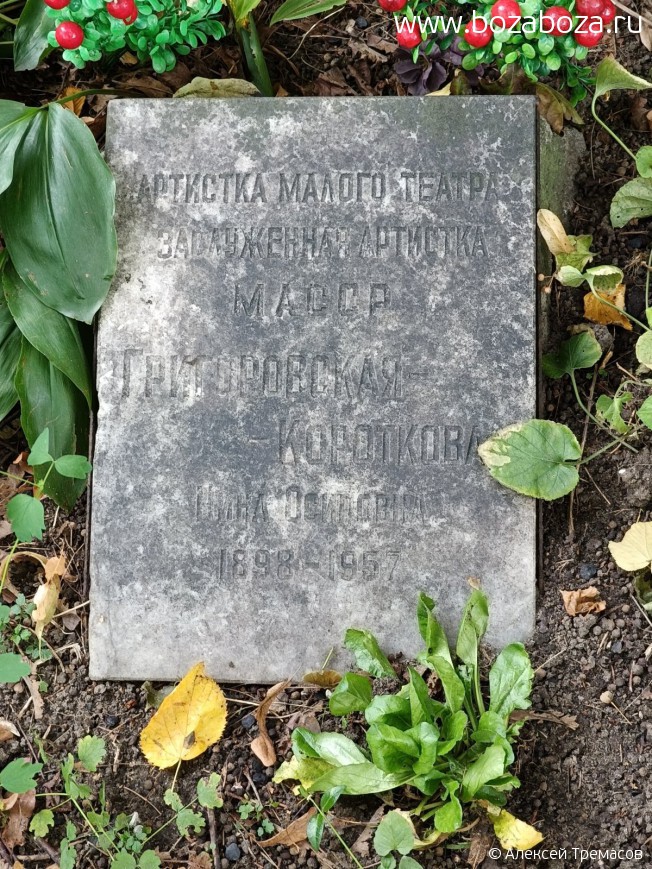 www.bozaboza.ru
АРТИСТКА МАЛОГО ТЕАТРА
ЗАСЛУЖЕННАЯ АРТИСТКА
МАССР
ГРИГОРОВСКАЯ-
-КОРОТКОВА
НИНА ОСИПОВНА
1898-1957
© Алексей Тремасов